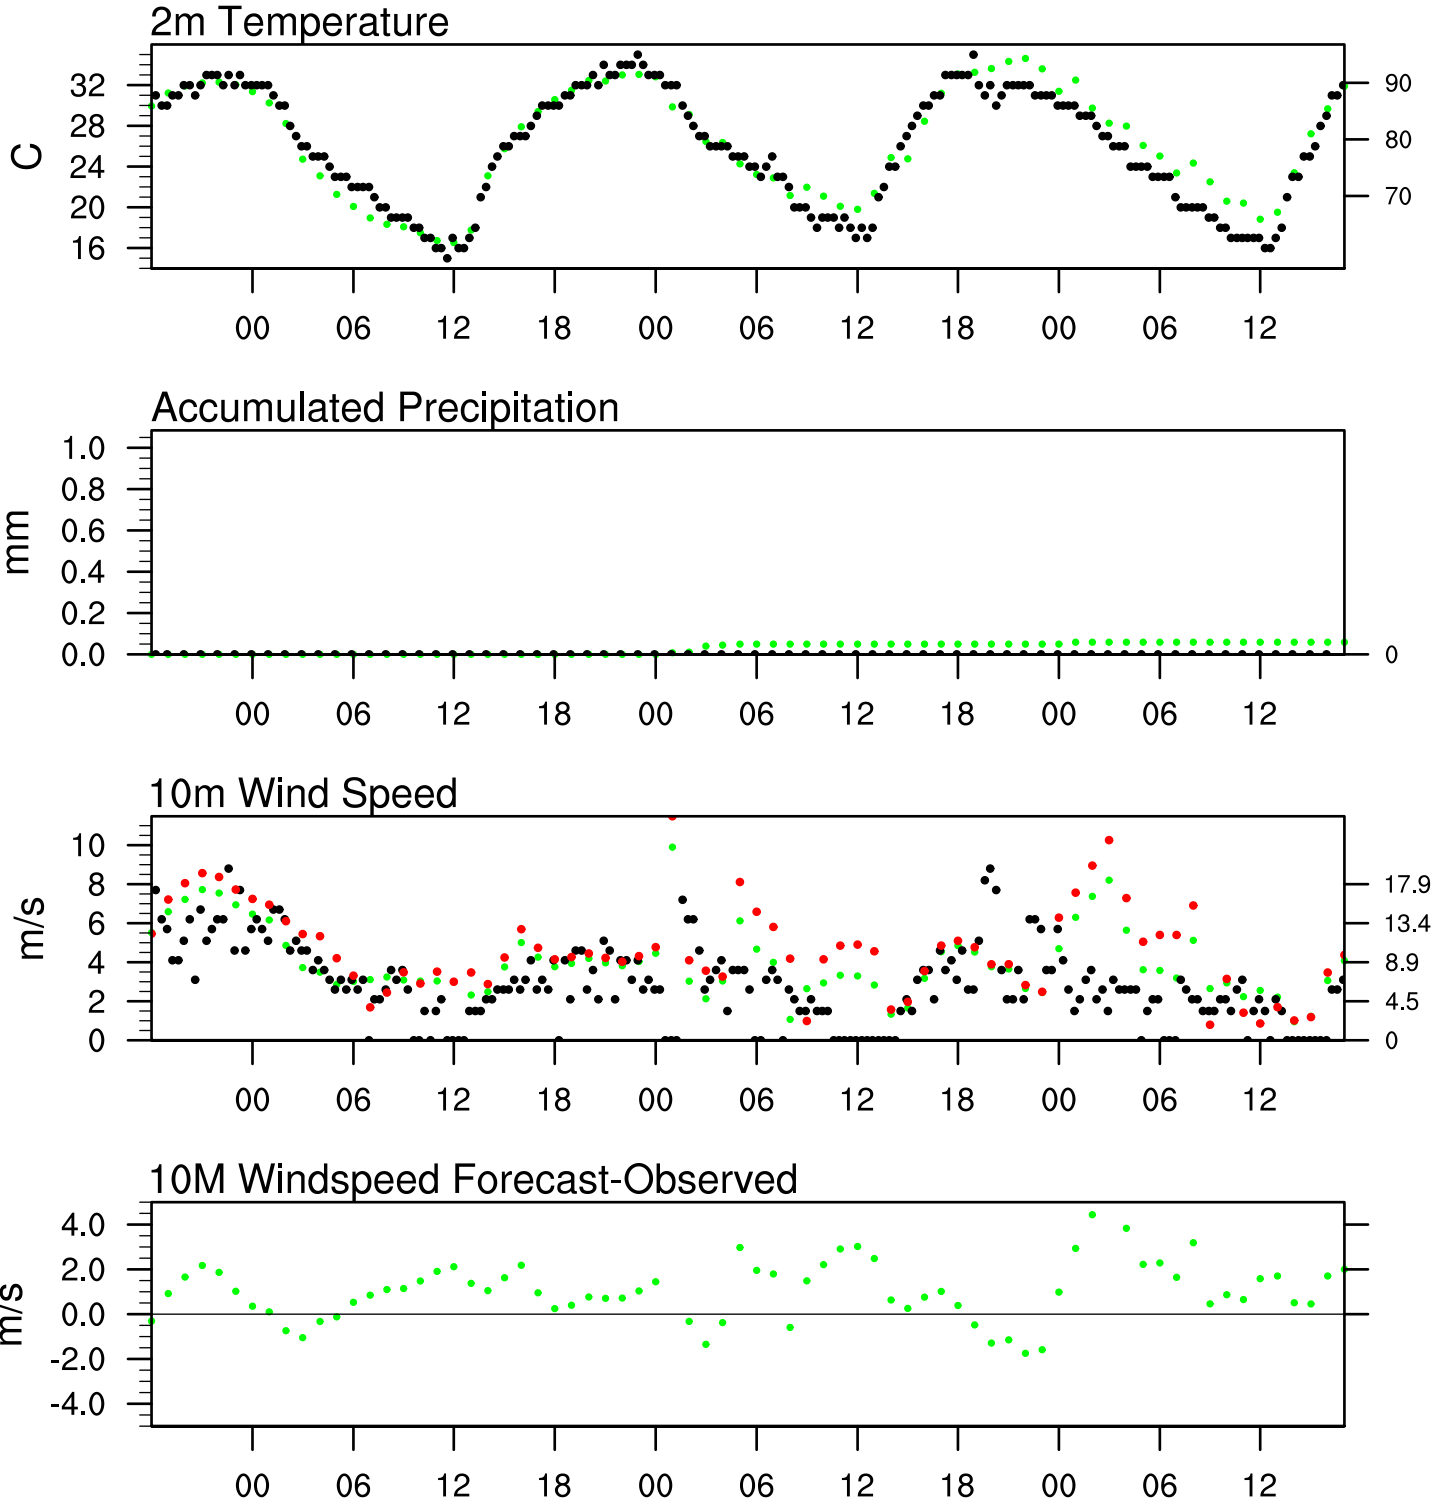 2m Temperature
C
32
28
24
20
16
90
80
70
00 06 12 18 00 06 12 18 00 06 12
Accumulated Precipitation
mm
1.0
0.8
0.6
0.4
0.2
0.0
0
00 06 12 18 00 06 12 18 00 06 12
10m Wind Speed
m/s
10
8
6
4
2
0
17.9
13.4
8.9
4.5
0
00 06 12 18 00 06 12 18 00 06 12
10M Windspeed Forecast-Observed
m/s
4.0
2.0
0.0
-2.0
-4.0
00 06 12 18 00 06 12 18 00 06 12